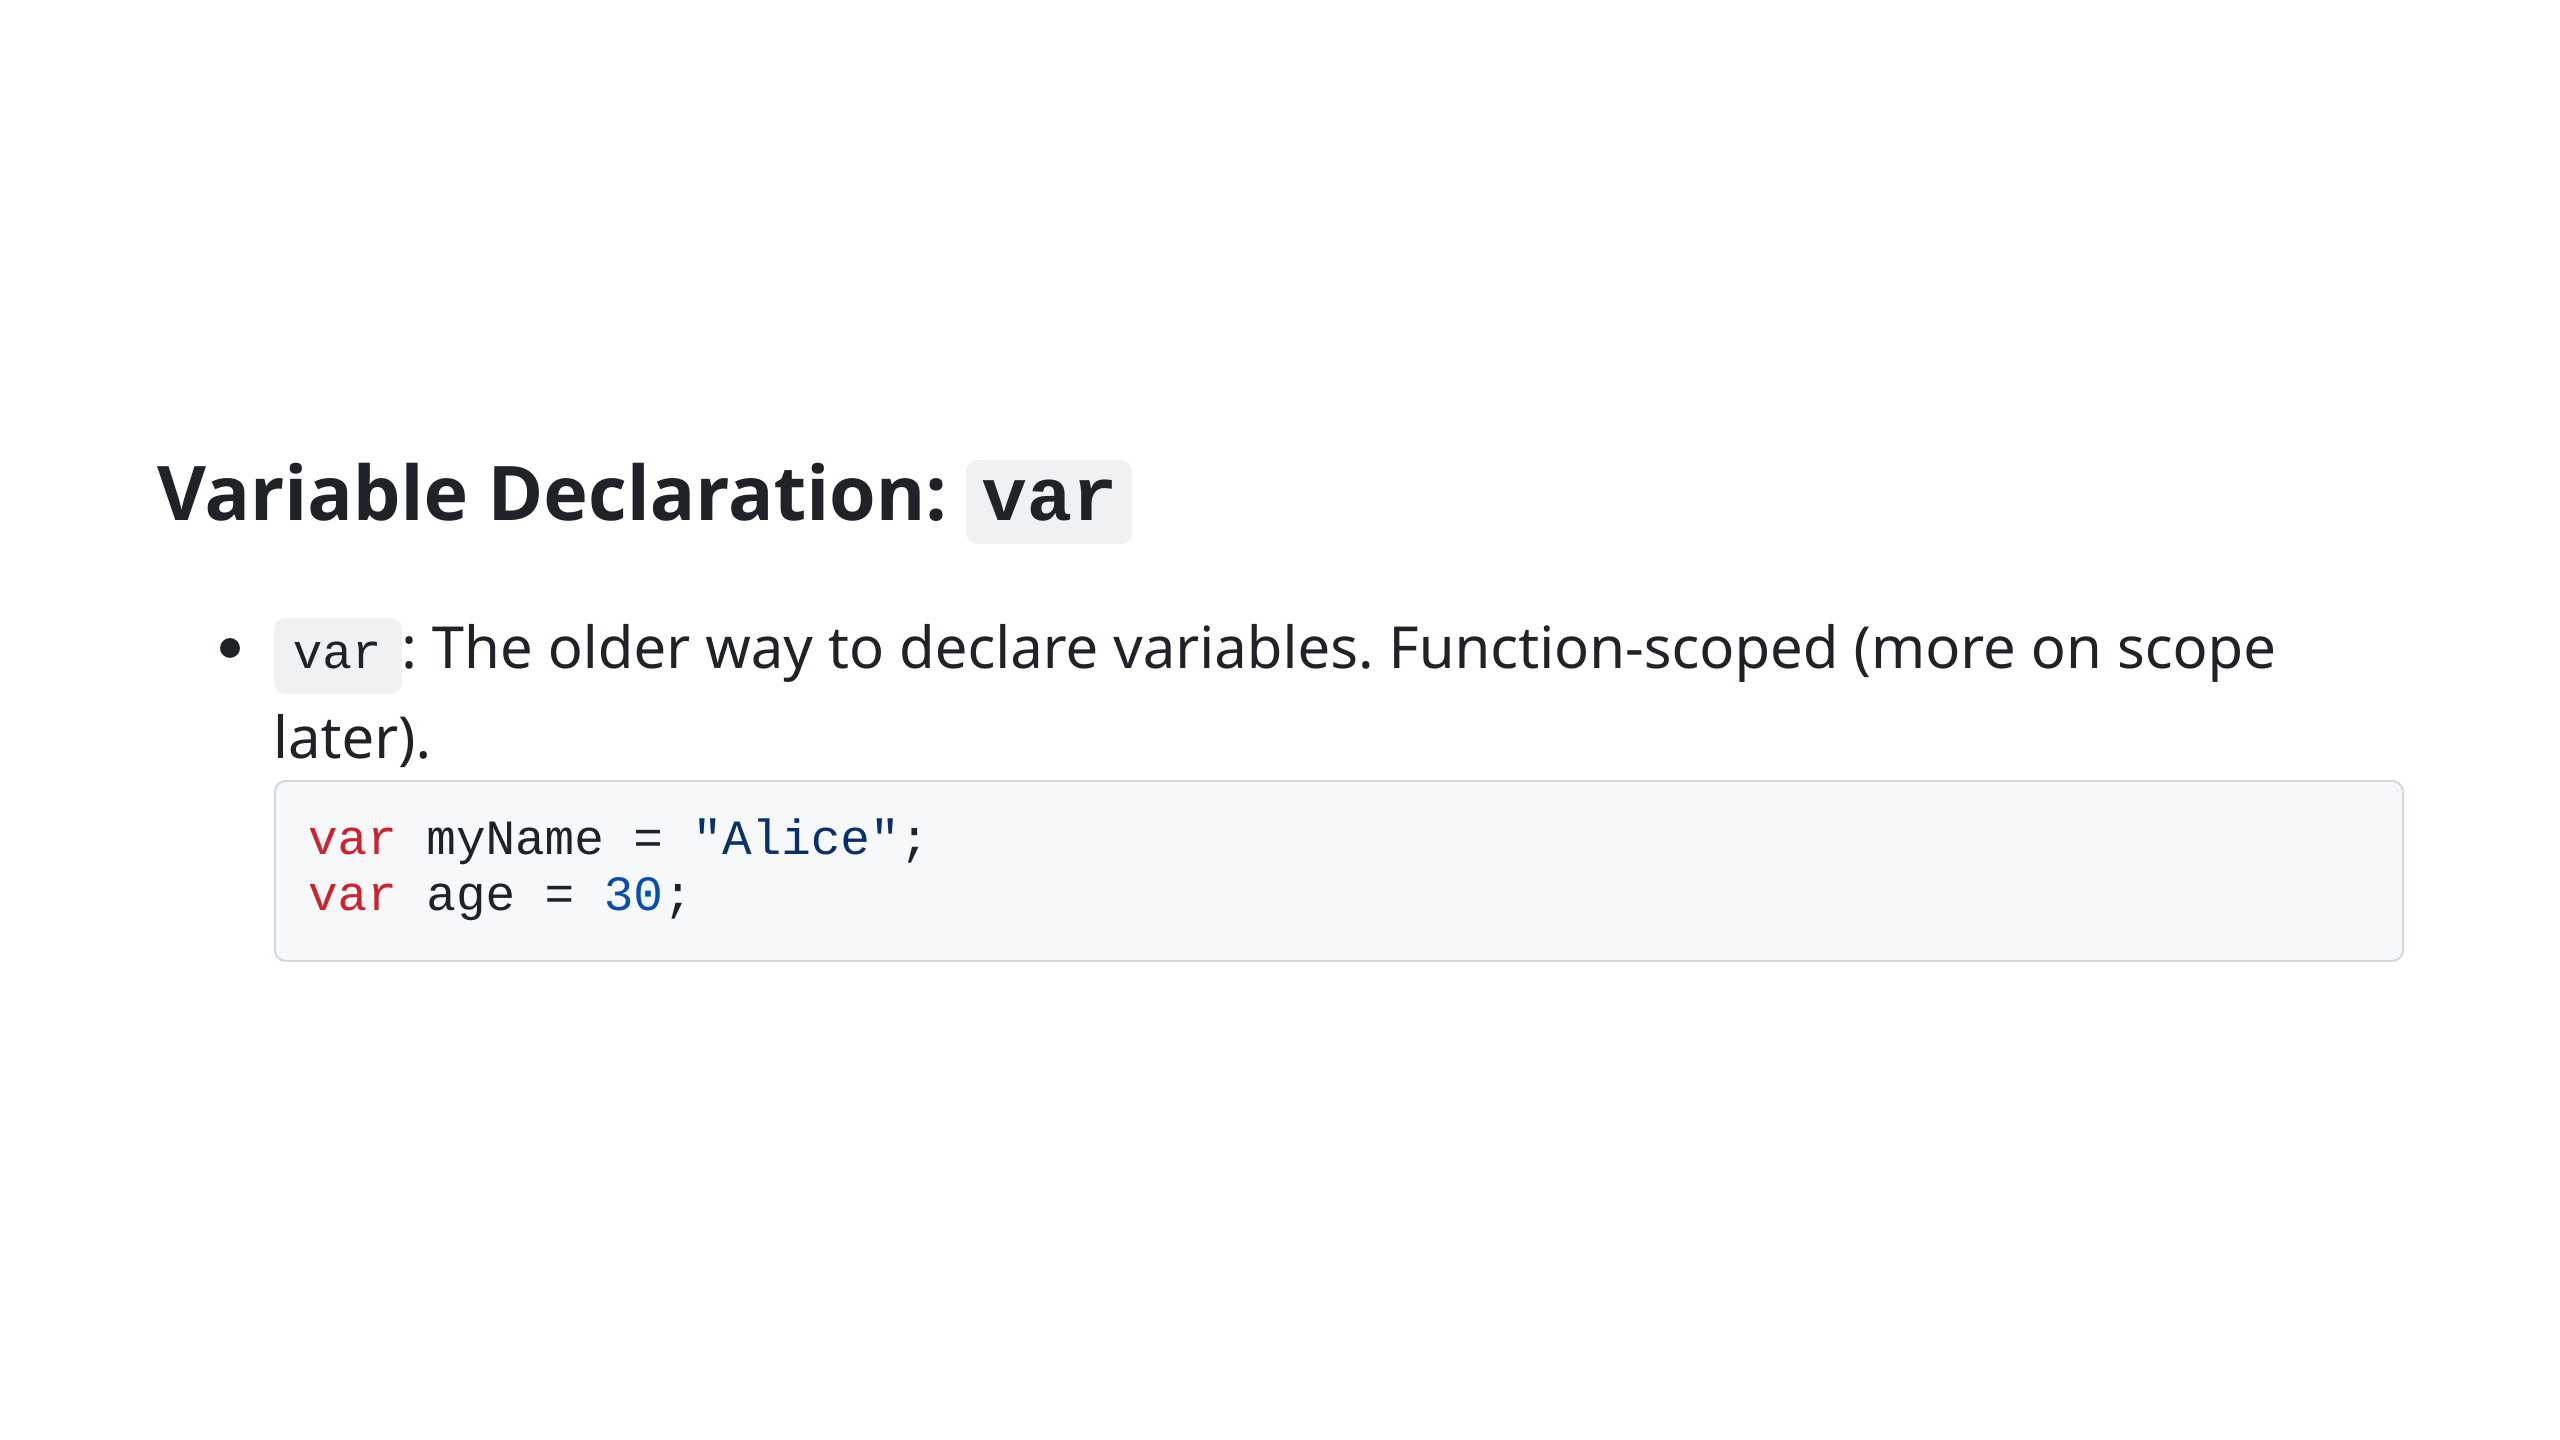 Variable Declaration: var
• var: The older way to declare variables. Function-scoped (more on scope
later).
var myName = "Alice";
var age = 30;